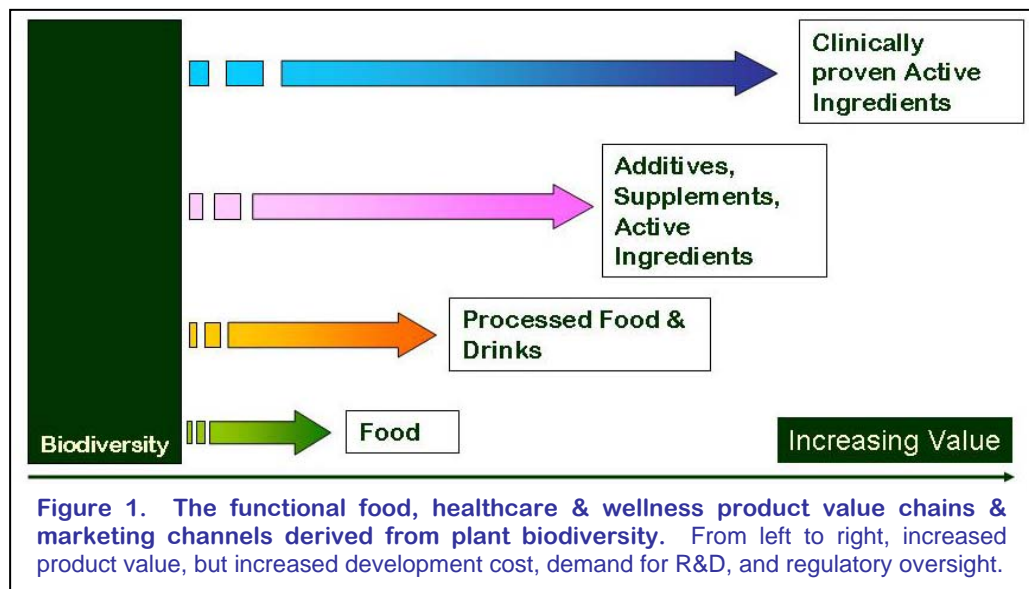 Clinically
proven Active
Ingredients
Additives,
Supplements,
Active
Ingredients
Processed Food &
Drinks
Food
Biodiversity
Increasing Value
Figure 1. The functional food, healthcare & wellness product value chains &
marketing channels derived from plant biodiversity. From left to right, increased
product value, but increased development cost, demand for R&D, and regulatory oversight.